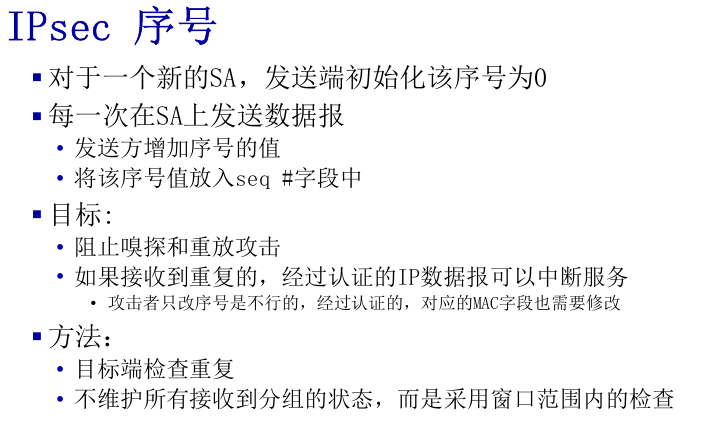 IPsec 序号
对于一个新的SA，发送端初始化该序号为0
每一次在SA上发送数据报
发送方增加序号的值
将该序号值放入seq #字段中
目标:
阻止嗅探和重放攻击
如果接收到重复的，经过认证的IP数据报可以中断服务
攻击者只改序号是不行的，经过认证的，对应的MAC字段也需要修改
方法：
目标端检查重复
不维护所有接收到分组的状态，而是采用窗口范围内的检查